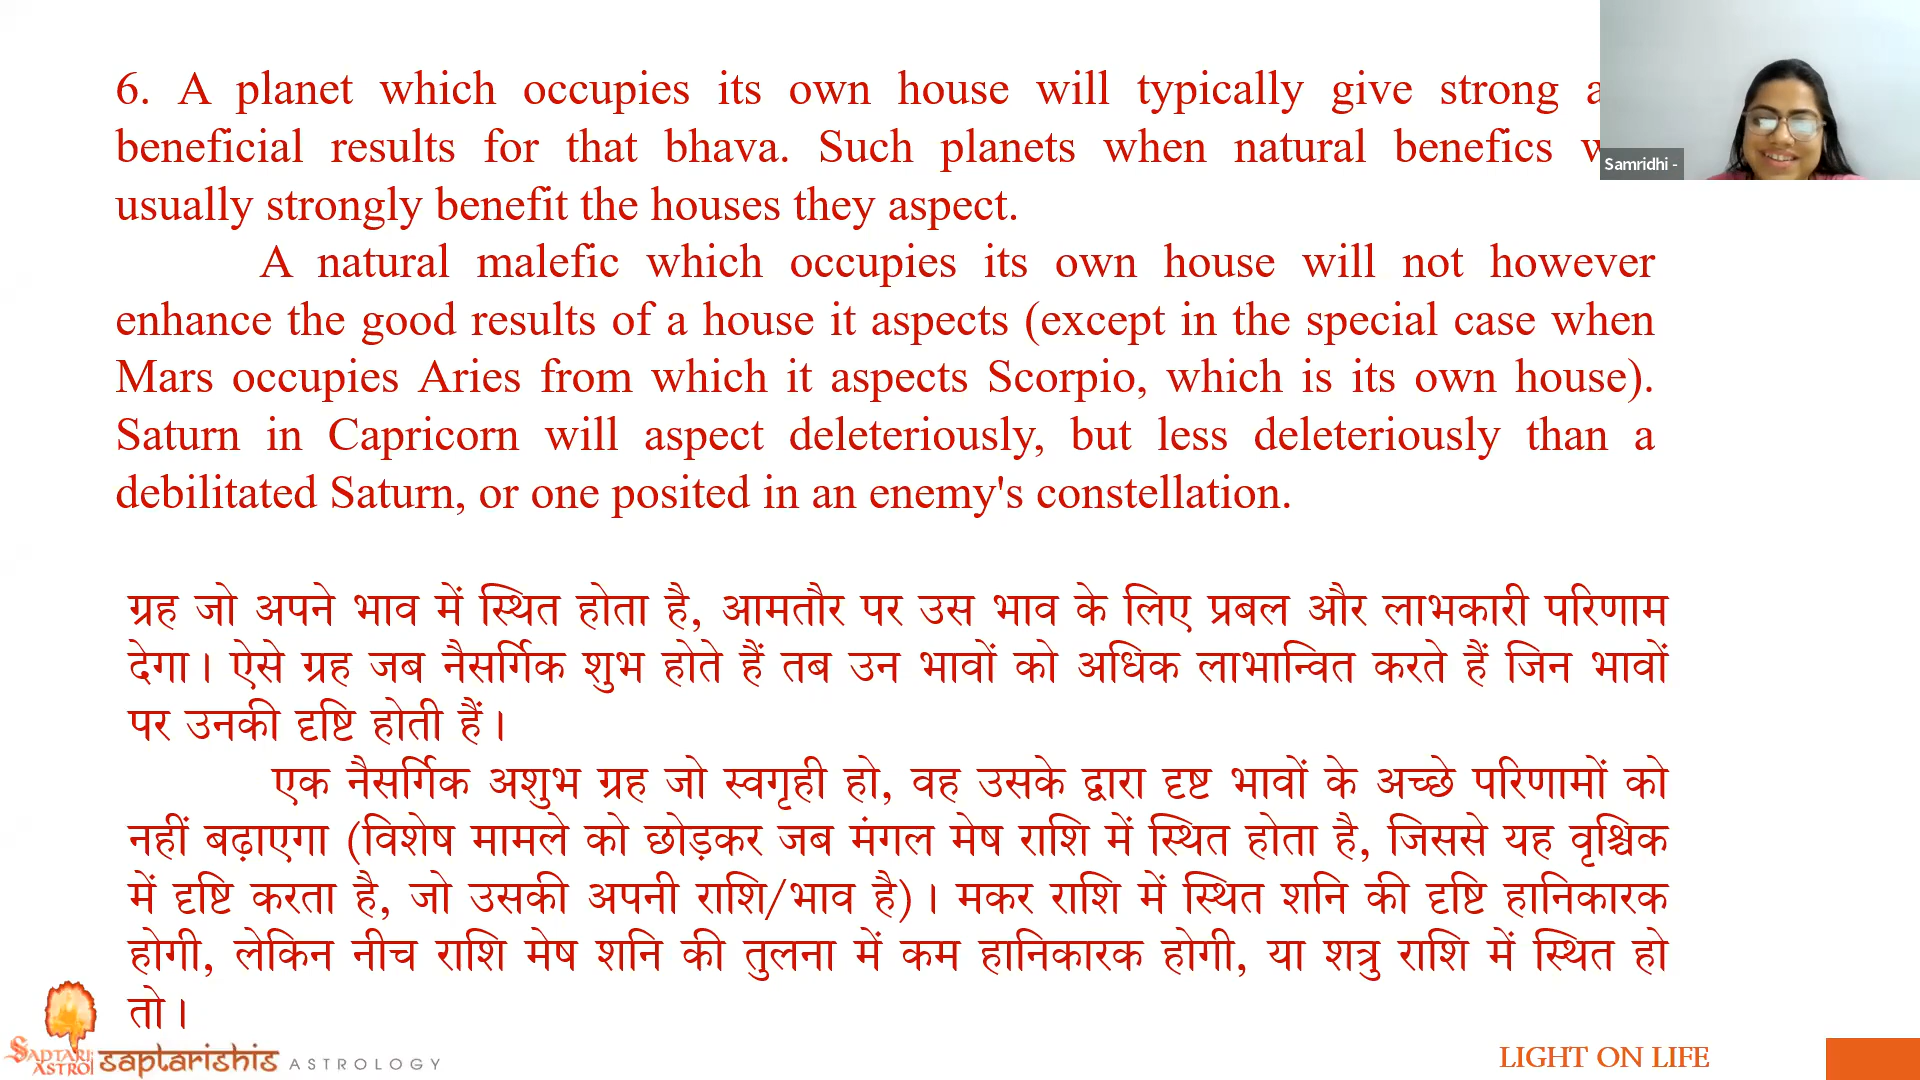 6. A planet which occupies its own house will typically give strong
beneficial results for that bhava. Such planets when natural benefics
usually strongly benefit the houses they aspect.
A natural malefic which occupies its own house will not however
enhance the good results of a house it aspects (except in the special case when
Mars occupies Aries from which it aspects Scorpio, which is its own house).
Saturn in Capricorn will aspect deleteriously, but less deleteriously than a
debilitated Saturn, or one posited in an enemy's constellation.
Samridhi -
ग्रह जो अपने भाव में स्थित होता है, आमतौर पर उस भाव के लिए प्रबल और लाभकारी परिणाम
देगा। ऐसे ग्रह जब नैसर्गिक शुभ होते हैं तब उन भावों को अधिक लाभान्वित करते हैं जिन भावों
पर उनकी दृष्टि होती हैं।
एक नैसर्गिक अशुभ ग्रह जो स्वगृही हो, वह उसके द्वारा दृष्ट भावों के अच्छे परिणामों को
नहीं बढ़ाएगा (विशेष मामले को छोड़कर जब मंगल मेष राशि में स्थित होता है, जिससे यह वृश्चिक
में दृष्टि करता है, जो उसकी अपनी राशि/भाव है)। मकर राशि में स्थित शनि की दृष्टि हानिकारक
होगी, लेकिन नीच राशि मेष शनि की तुलना में कम हानिकारक होगी, या शत्रु राशि में स्थित हो
तो।
saptarishis ASTROLOGY
LIGHT ON LIFE